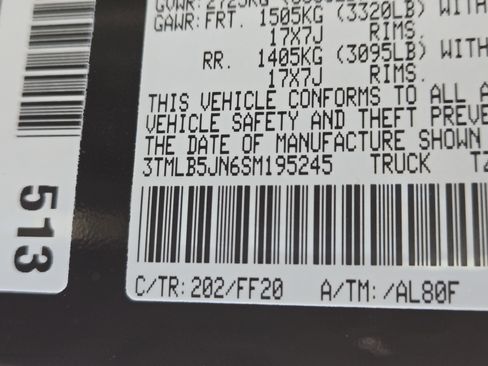 GAWR: FRT. 1505KG (3320LB) WITH
17X7J RIMS.
RR. 1405KG (3095LB) WITH
17X7J RIMS.
THIS VEHICLE CONFORMS TO ALL A
VEHICLE SAFETY AND THEFT PREVE
THE DATE OF MANUFACTURE SHOWN
3TMLB5JN6SM195245 TRUCK
C/TR:202/FF20 A/TM:/AL80F
513